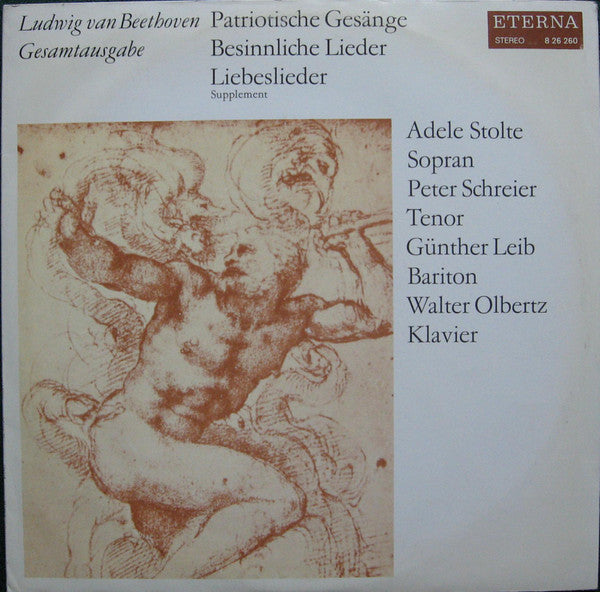 Ludwig van Beethoven
Gesamtausgabe
Patriotische Gesänge
Besinnliche Lieder
Liebeslieder
Supplement
ETERNA
STEREO 8 26 260
Adele Stolte
Sopran
Peter Schreier
Tenor
Günther Leib
Bariton
Walter Olbertz
Klavier